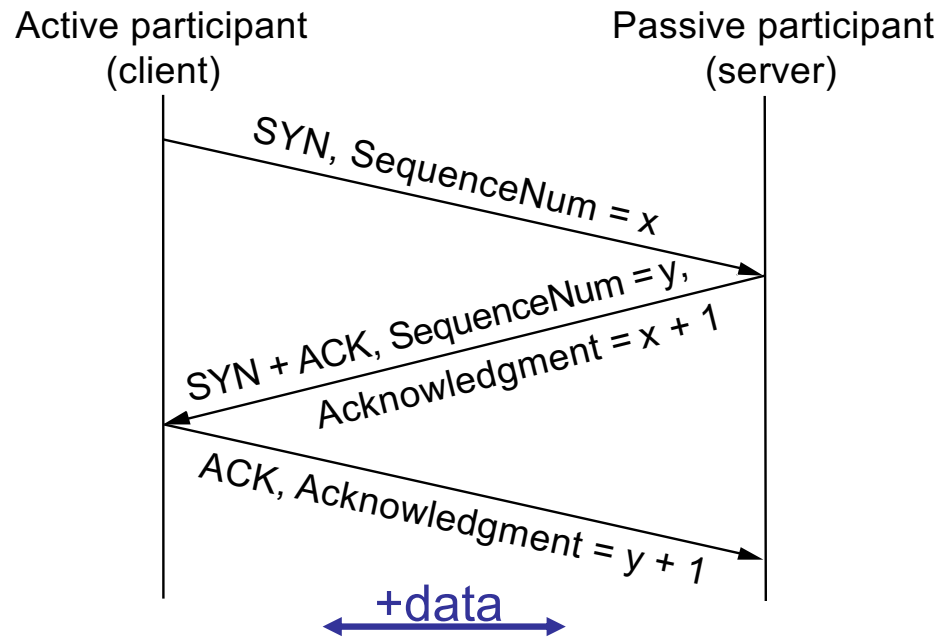 Active participant
(client)
Passive participant
(server)
SYN, SequenceNum = x
SYN + ACK, SequenceNum = y,
Acknowledgment = x + 1
ACK, Acknowledgment = y + 1
+data